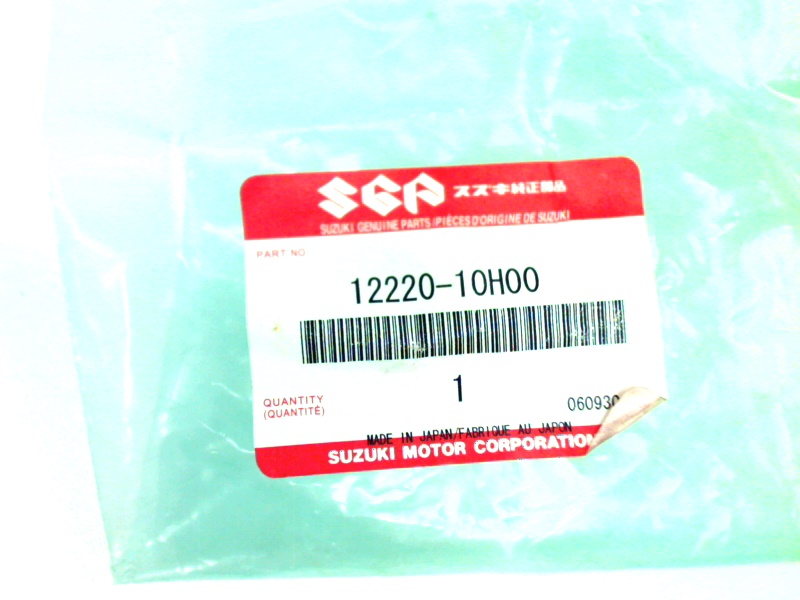 SGP スズキ純正部品
SUZUKI GENUINE PARTS/PIÈCES D'ORIGINE DE SUZUKI
PART NO
12220-10H00
1
QUANTITY
(QUANTITÉ)
06093
MADE IN JAPAN/FABRIQUE AU JAPON
SUZUKI MOTOR CORPORATION